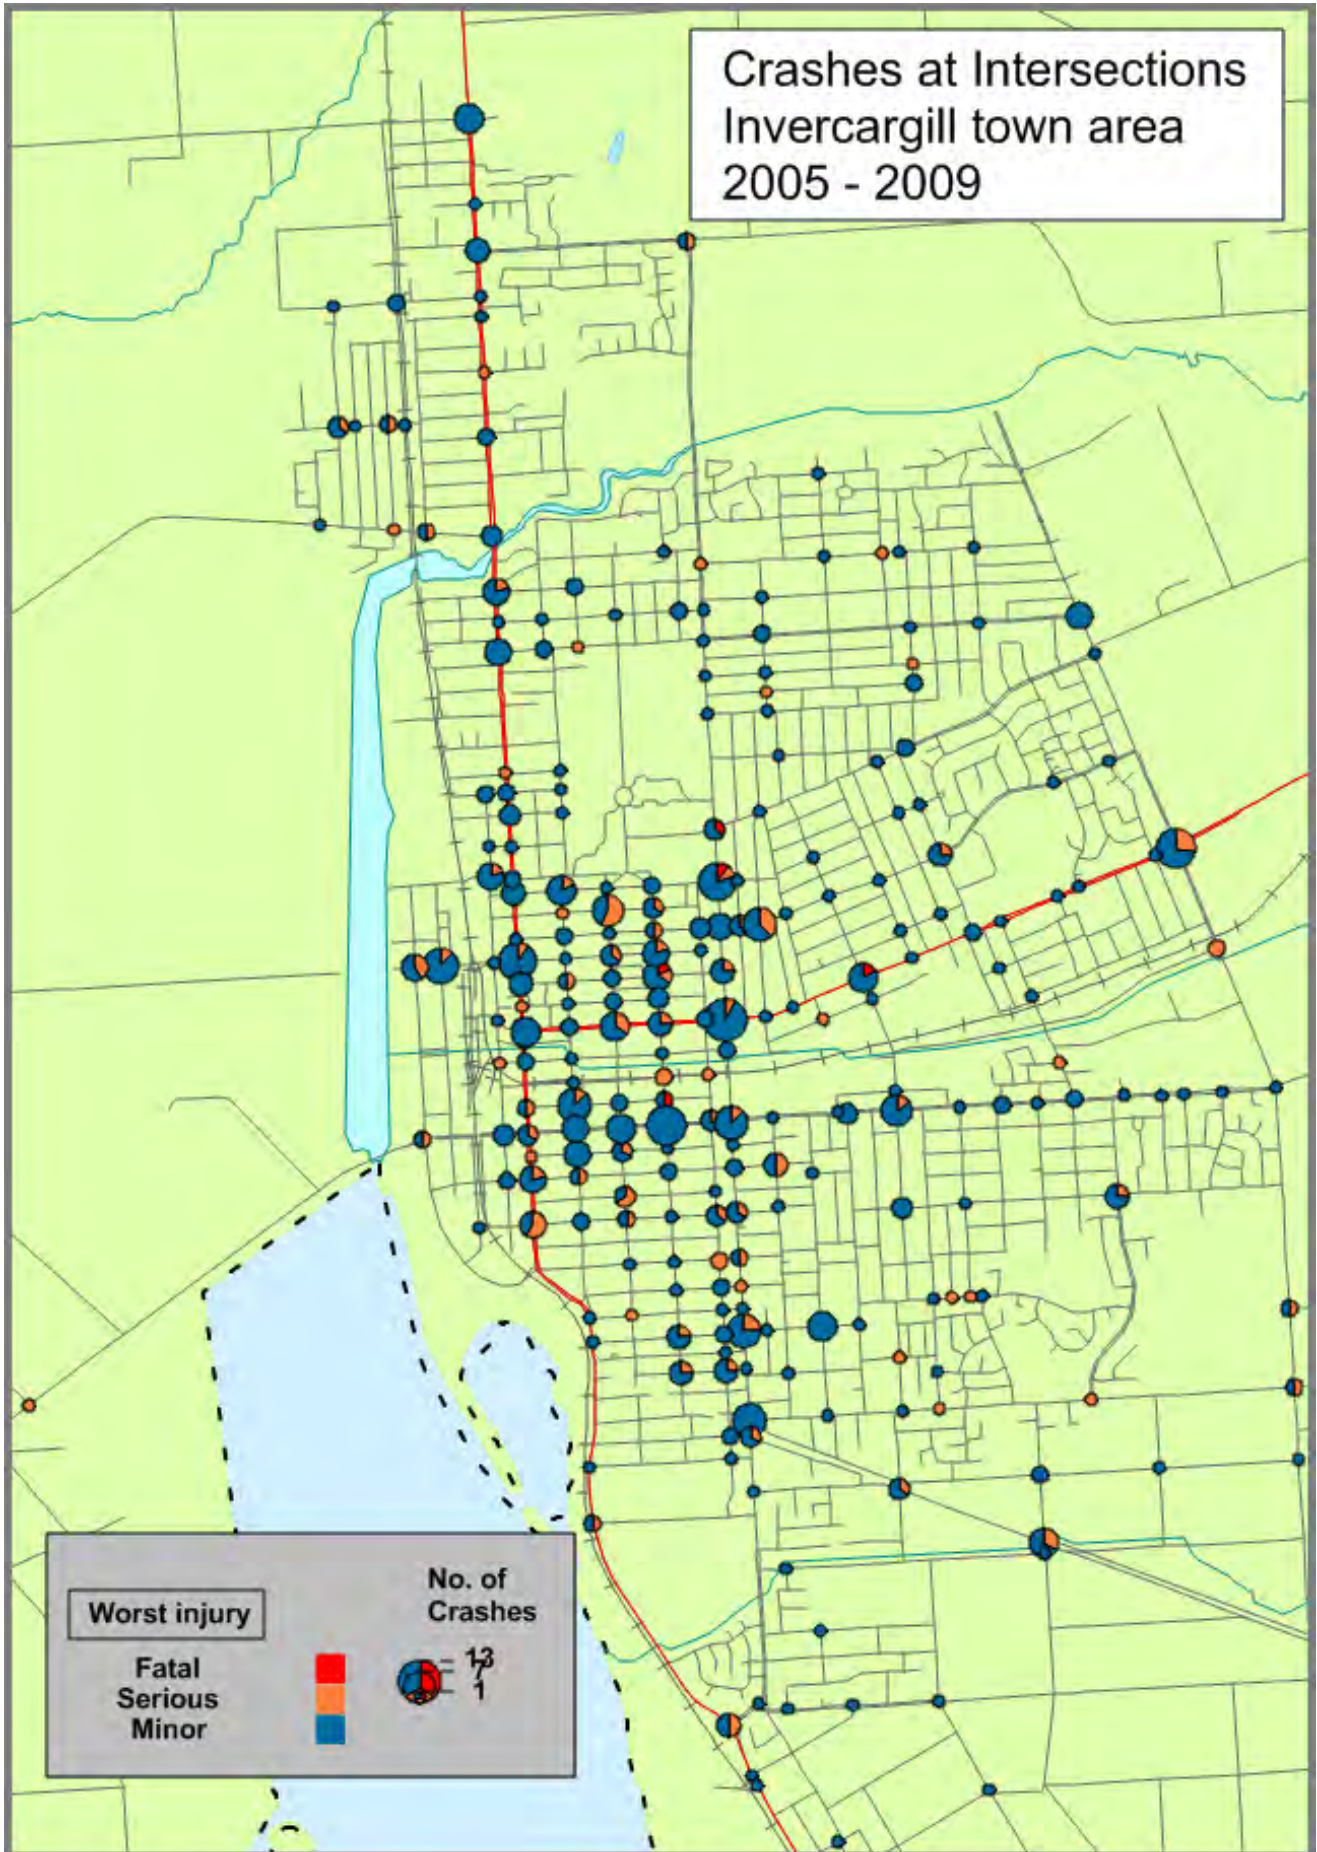 Crashes at Intersections
Invercargill town area
2005 - 2009
Worst injury
No. of
Crashes
Fatal
Serious
Minor
13
7
1